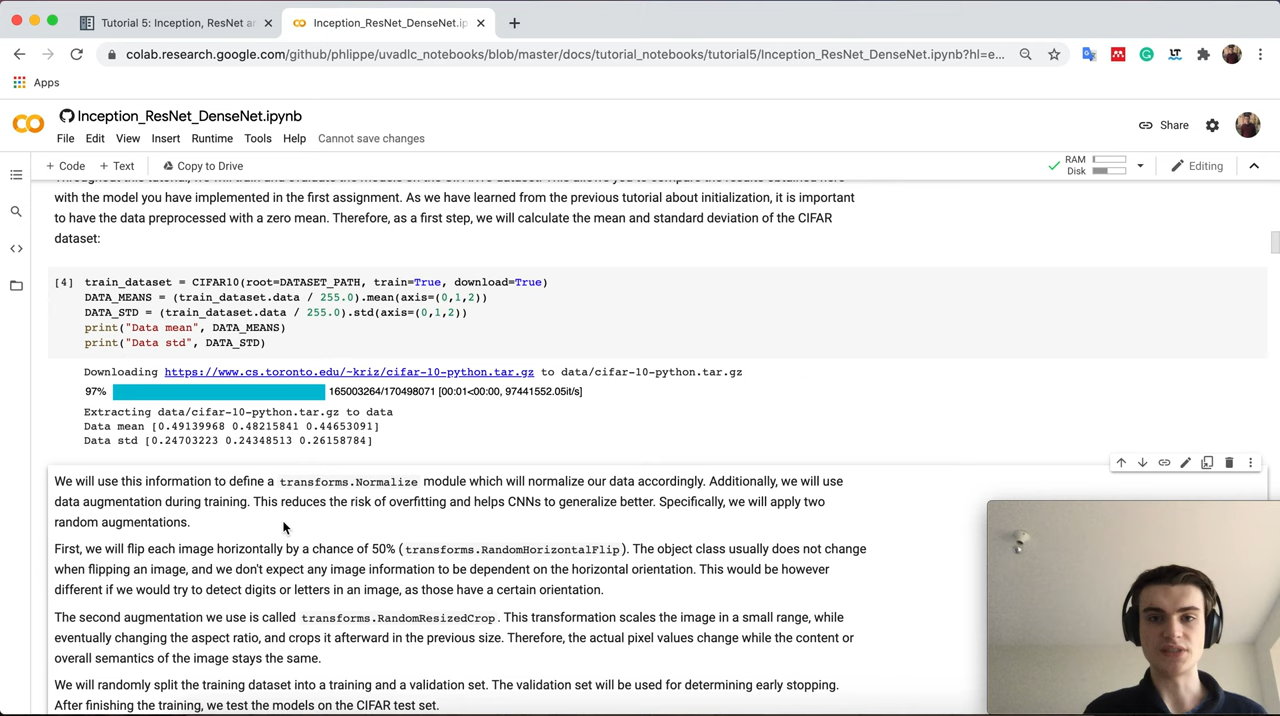 Tutorial 5: Inception, ResNet an
Inception_ResNet_DenseNet.ip
colab.research.google.com/github/phlippe/uvadlc_notebooks/blob/master/docs/tutorial_notebooks/tutorial5/Inception_ResNet_DenseNet.ipynb?hl=e...
Apps
Inception_ResNet_DenseNet.ipynb
File Edit View Insert Runtime Tools Help Cannot save changes
Share
+ Code + Text Copy to Drive
RAM
Disk
Editing
with the model you have implemented in the first assignment. As we have learned from the previous tutorial about initialization, it is important
to have the data preprocessed with a zero mean. Therefore, as a first step, we will calculate the mean and standard deviation of the CIFAR
dataset:
[4] train_dataset = CIFAR10(root=DATASET_PATH, train=True, download=True)
DATA_MEANS = (train_dataset.data / 255.0).mean(axis=(0,1,2))
DATA_STD = (train_dataset.data / 255.0).std(axis=(0,1,2))
print("Data mean", DATA_MEANS)
print("Data std", DATA_STD)
Downloading https://www.cs.toronto.edu/~kriz/cifar-10-python.tar.gz to data/cifar-10-python.tar.gz
97% 165003264/170498071 [00:01<00:00, 97441552.05it/s]
Extracting data/cifar-10-python.tar.gz to data
Data mean [0.49139968 0.48215841 0.44653091]
Data std [0.24703223 0.24348513 0.26158784]
We will use this information to define a transforms.Normalize module which will normalize our data accordingly. Additionally, we will use
data augmentation during training. This reduces the risk of overfitting and helps CNNs to generalize better. Specifically, we will apply two
random augmentations.
First, we will flip each image horizontally by a chance of 50% (transforms.RandomHorizontalFlip). The object class usually does not change
when flipping an image, and we don't expect any image information to be dependent on the horizontal orientation. This would be however
different if we would try to detect digits or letters in an image, as those have a certain orientation.
The second augmentation we use is called transforms.RandomResizedCrop. This transformation scales the image in a small range, while
eventually changing the aspect ratio, and crops it afterward in the previous size. Therefore, the actual pixel values change while the content or
overall semantics of the image stays the same.
We will randomly split the training dataset into a training and a validation set. The validation set will be used for determining early stopping.
After finishing the training, we test the models on the CIFAR test set.